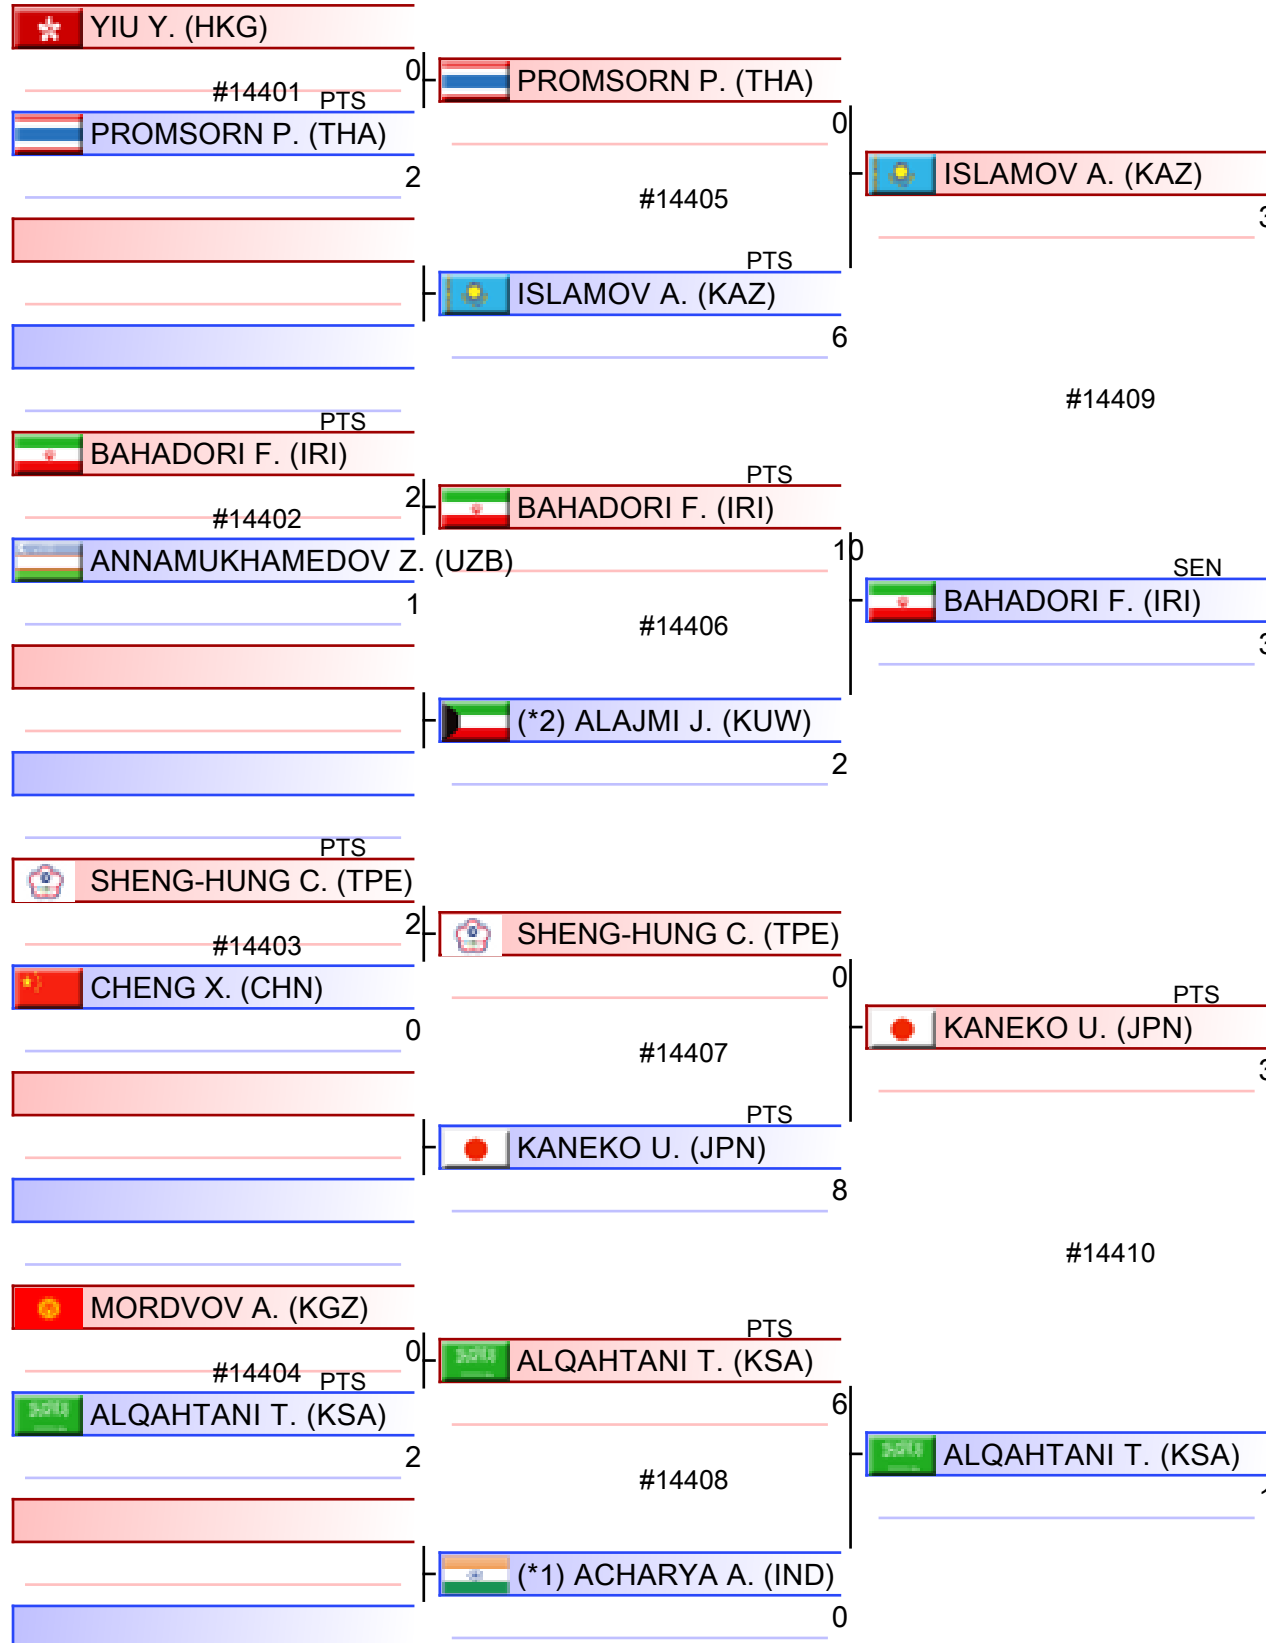 YIU Y. (HKG)
0
#14401 PTS
PROMSORN P. (THA)
2
PTS
BAHADORI F. (IRI)
2
#14402
ANNAMUKHAMEDOV Z. (UZB)
1
PTS
SHENG-HUNG C. (TPE)
2
#14403
CHENG X. (CHN)
0
MORDVOV A. (KGZ)
0
#14404 PTS
ALQAHTANI T. (KSA)
2
PROMSORN P. (THA)
0
#14405
PTS
ISLAMOV A. (KAZ)
6
PTS
BAHADORI F. (IRI)
10
#14406
(*2) ALAJMI J. (KUW)
2
SHENG-HUNG C. (TPE)
0
#14407
PTS
KANEKO U. (JPN)
8
PTS
ALQAHTANI T. (KSA)
6
#14408
(*1) ACHARYA A. (IND)
0
ISLAMOV A. (KAZ)
3
#14409
SEN
BAHADORI F. (IRI)
3
PTS
KANEKO U. (JPN)
3
#14410
ALQAHTANI T. (KSA)